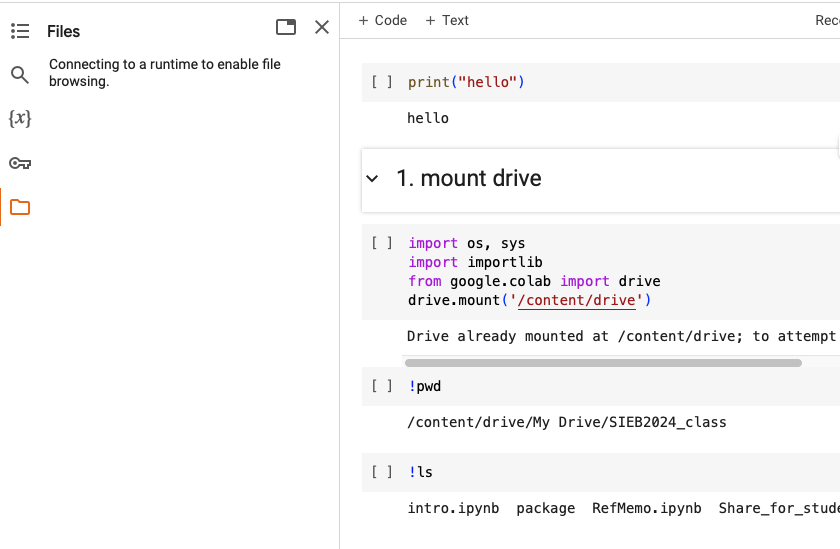 Files
Connecting to a runtime to enable file
browsing.
{x}
+ Code + Text
[ ] print("hello")
hello
1. mount drive
[ ] import os, sys
import importlib
from google.colab import drive
drive.mount('/content/drive')
Drive already mounted at /content/drive; to attempt
[ ] !pwd
/content/drive/My Drive/SIEB2024_class
[ ] !ls
intro.ipynb package RefMemo.ipynb